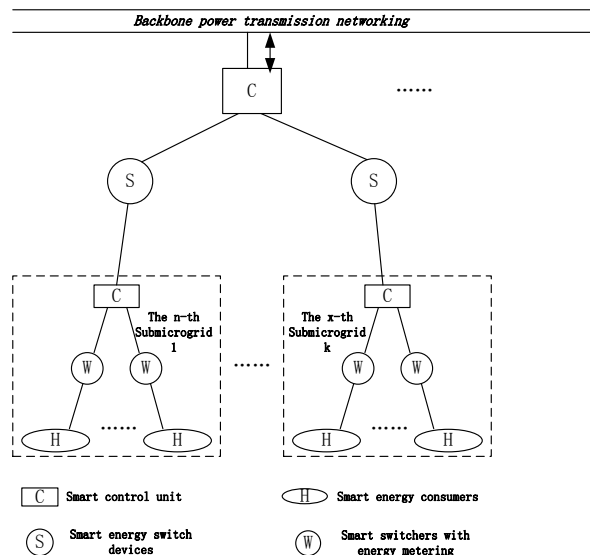 Backbone power transmission networking
C
......
S
S
C
The n-th
Submicrogrid
1
C
The x-th
Submicrogrid
k
W
W
......
W
W
......
......
H
H
H
H
C
Smart control unit
H
Smart energy consumers
S
Smart energy switch
devices
W
Smart switchers with
energy metering